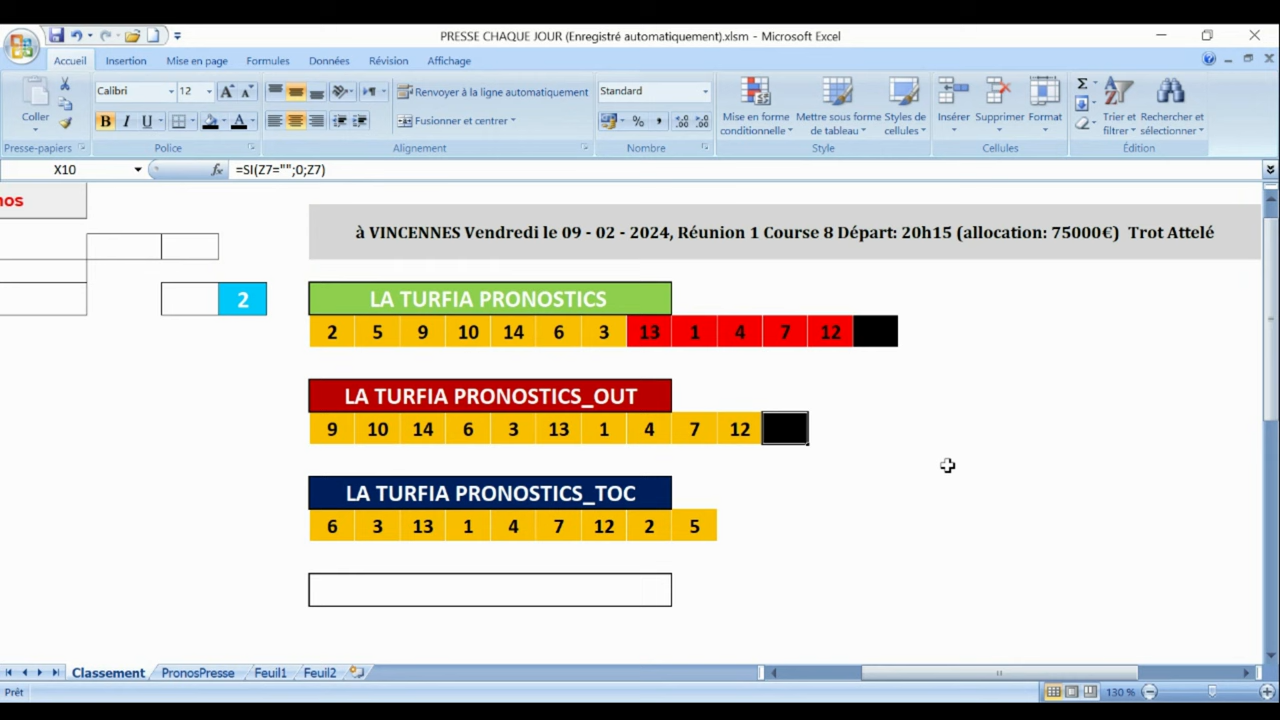 PRESSE CHAQUE JOUR (Enregistré automatiquement).xlsm - Microsoft Excel
Accueil Insertion Mise en page Formules Données Révision Affichage
Coller
Calibri 12
B I U
Renvoyer à la ligne automatiquement
Fusionner et centrer
Standard
% ,
Mise en forme conditionnelle
Mettre sous forme de tableau
Styles de cellules
Insérer Supprimer Format
Trier et filtrer
Rechercher et sélectionner
Presse-papiers Police Alignement Nombre Style Cellules Édition
X10 fx =SI(Z7="";0;Z7)
nos
à VINCENNES Vendredi le 09 - 02 - 2024, Réunion 1 Course 8 Départ: 20h15 (allocation: 75000€) Trot Attelé
2
LA TURFIA PRONOSTICS
2 5 9 10 14 6 3 13 1 4 7 12
LA TURFIA PRONOSTICS_OUT
9 10 14 6 3 13 1 4 7 12
LA TURFIA PRONOSTICS_TOC
6 3 13 1 4 7 12 2 5
Classement PronosPresse Feuil1 Feuil2
Prêt 130 %